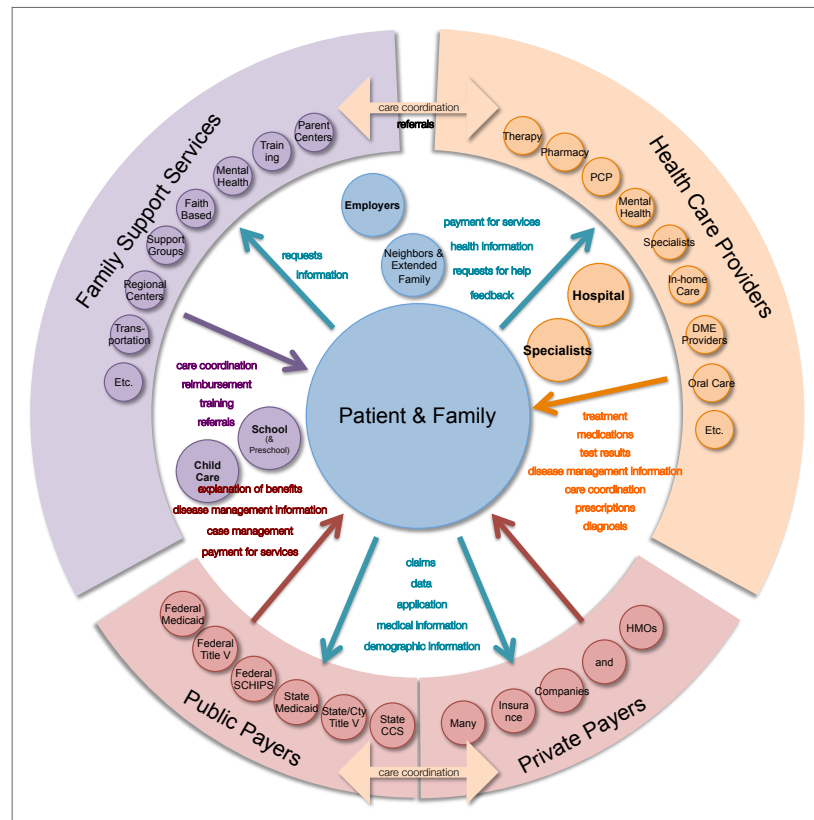 care coordination
referrals
Family Support Services
Parent
Centers
Train
ing
Mental
Health
Faith
Based
Support
Groups
Regional
Centers
Trans-
portation
Etc.
Health Care Providers
Therapy
Pharmacy
PCP
Mental
Health
Specialists
In-home
Care
DME
Providers
Oral Care
Etc.
Employers
Neighbors &
Extended
Family
requests
information
payment for services
health information
requests for help
feedback
Hospital
Specialists
Patient & Family
care coordination
reimbursement
training
referrals
School
(&
Preschool)
Child
Care
treatment
medications
test results
disease management information
care coordination
prescriptions
diagnosis
explanation of benefits
disease management information
case management
payment for services
claims
data
application
medical information
demographic information
Public Payers
Federal
Medicaid
Federal
Title V
Federal
SCHIPS
State
Medicaid
State/Cty
Title V
State
CCS
Private Payers
Many
Insura
nce
Companies
and
HMOs
care coordination